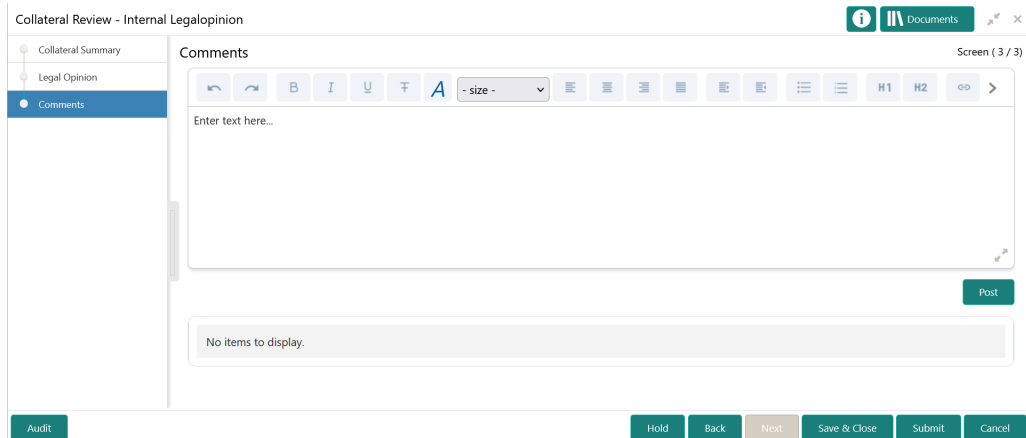 Collateral Review - Internal Legalopinion
i Documents
Collateral Summary
Legal Opinion
Comments
Comments
Screen ( 3 / 3)
B I U T A - size - H1 H2
Enter text here...
Post
No items to display.
Audit Hold Back Next Save & Close Submit Cancel